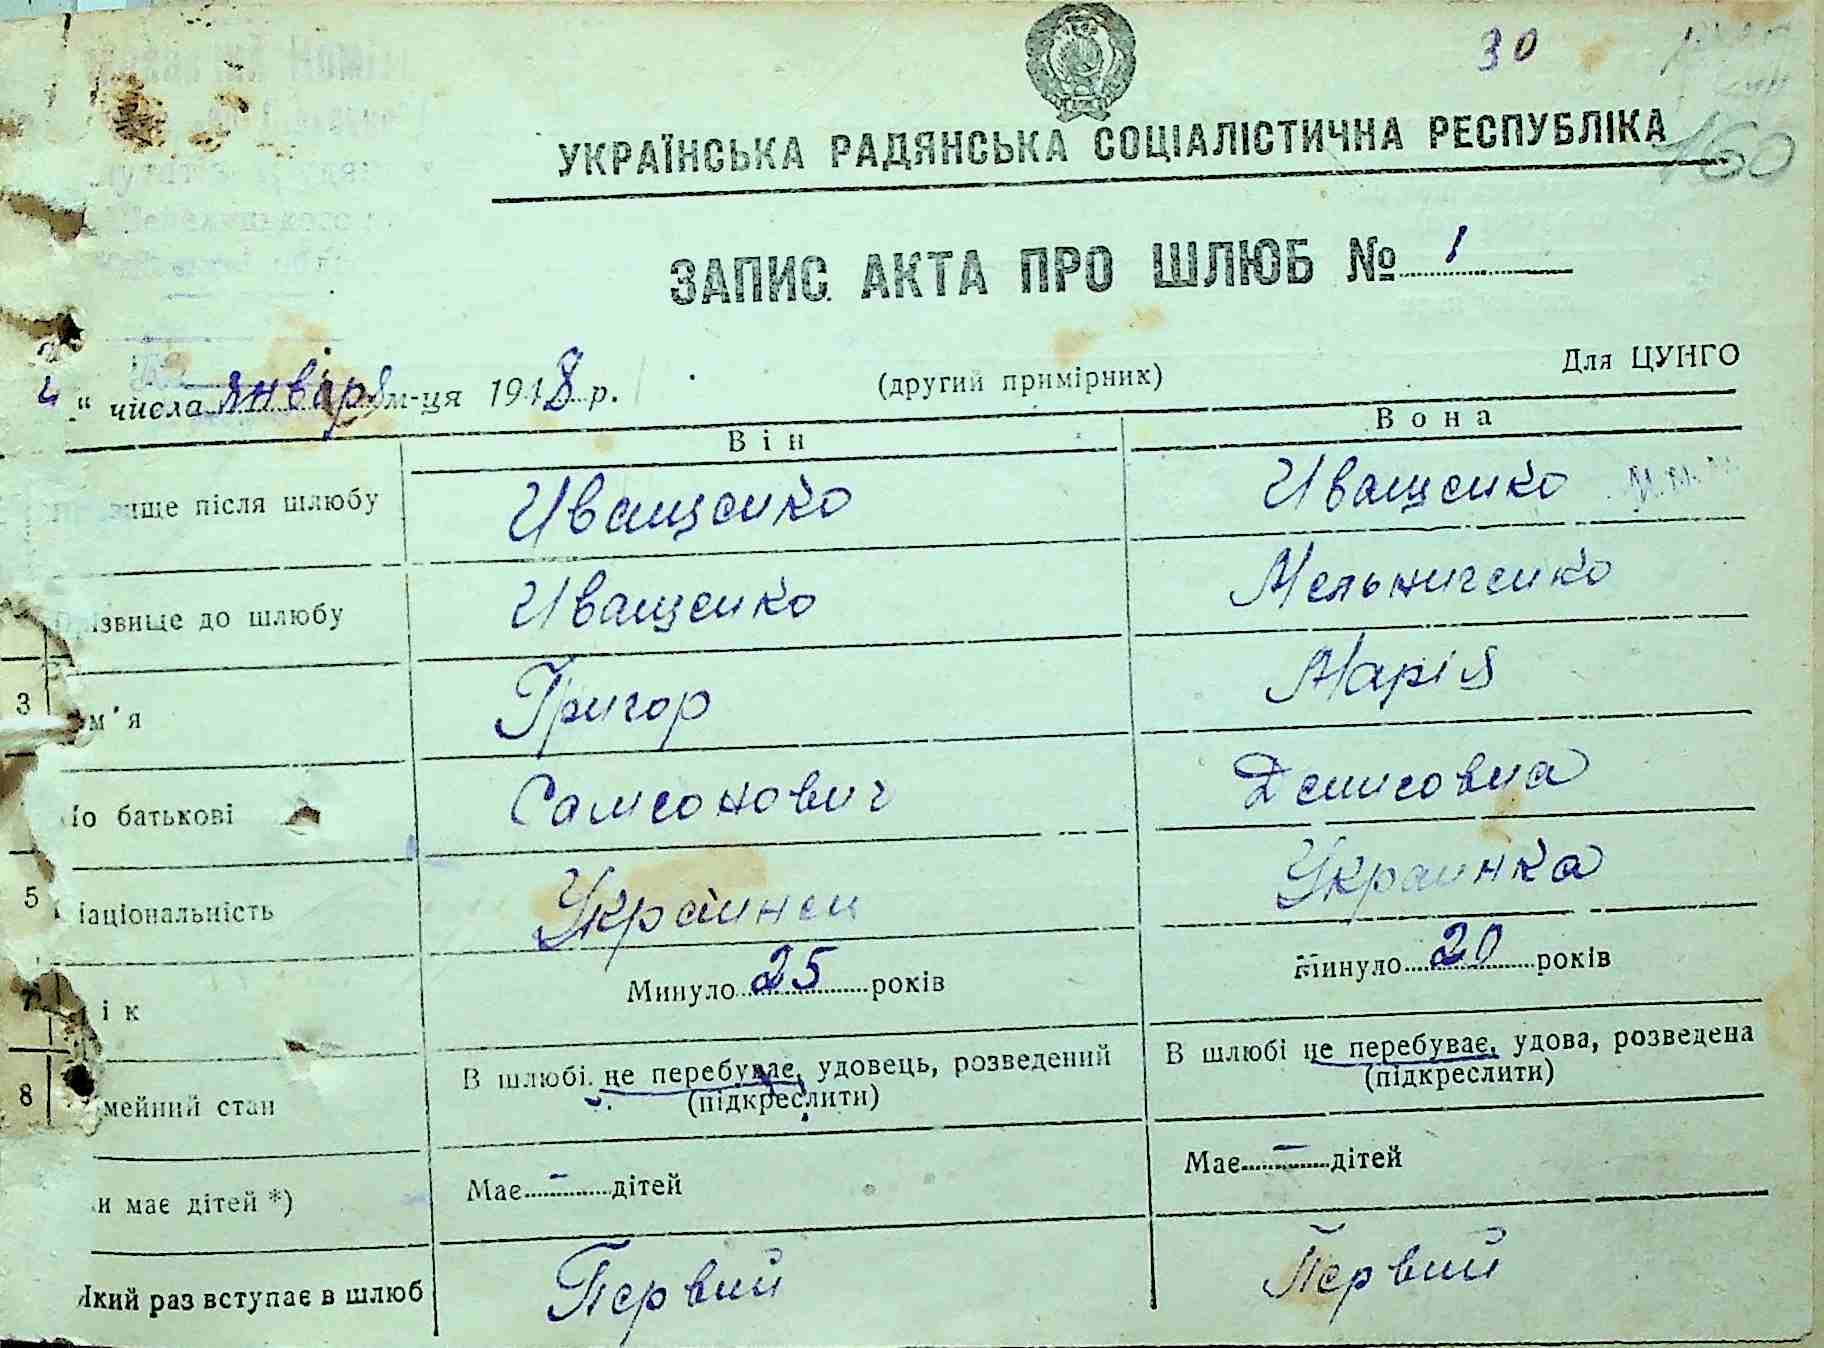 30
УКРАЇНСЬКА РАДЯНСЬКА СОЦІАЛІСТИЧНА РЕСПУБЛІКА
160
ЗАПИС АКТА ПРО ШЛЮБ № 1
Для ЦУНГО
(другий примірник)
" числа января м-ця 1948 р.
Він Вона
після шлюбу Иващенко Иващенко
Прізвище до шлюбу Иващенко Мельниченко
3 Ім'я Григор Марія
По батькові Самсонович Денисовна
5 Національність Украинец Украинка
7 Вік Минуло 25 років Минуло 20 років
8 Сімейний стан В шлюбі не перебуває, удовець, розведений (підкреслити) В шлюбі не перебуває, удова, розведена (підкреслити)
Чи має дітей *) Має – дітей Має – дітей
Який раз вступає в шлюб Первий Первий